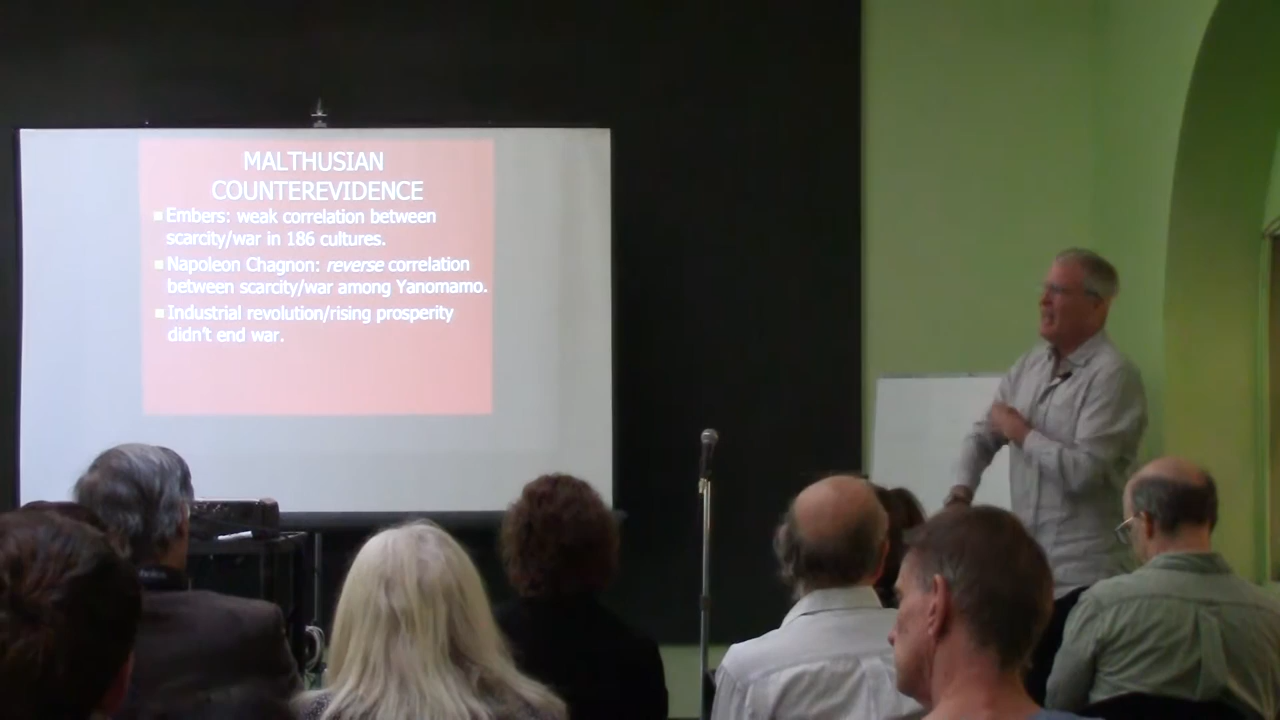 MALTHUSIAN
COUNTEREVIDENCE
▪ Embers: weak correlation between
scarcity/war in 186 cultures.
▪ Napoleon Chagnon: reverse correlation
between scarcity/war among Yanomamo.
▪ Industrial revolution/rising prosperity
didn't end war.